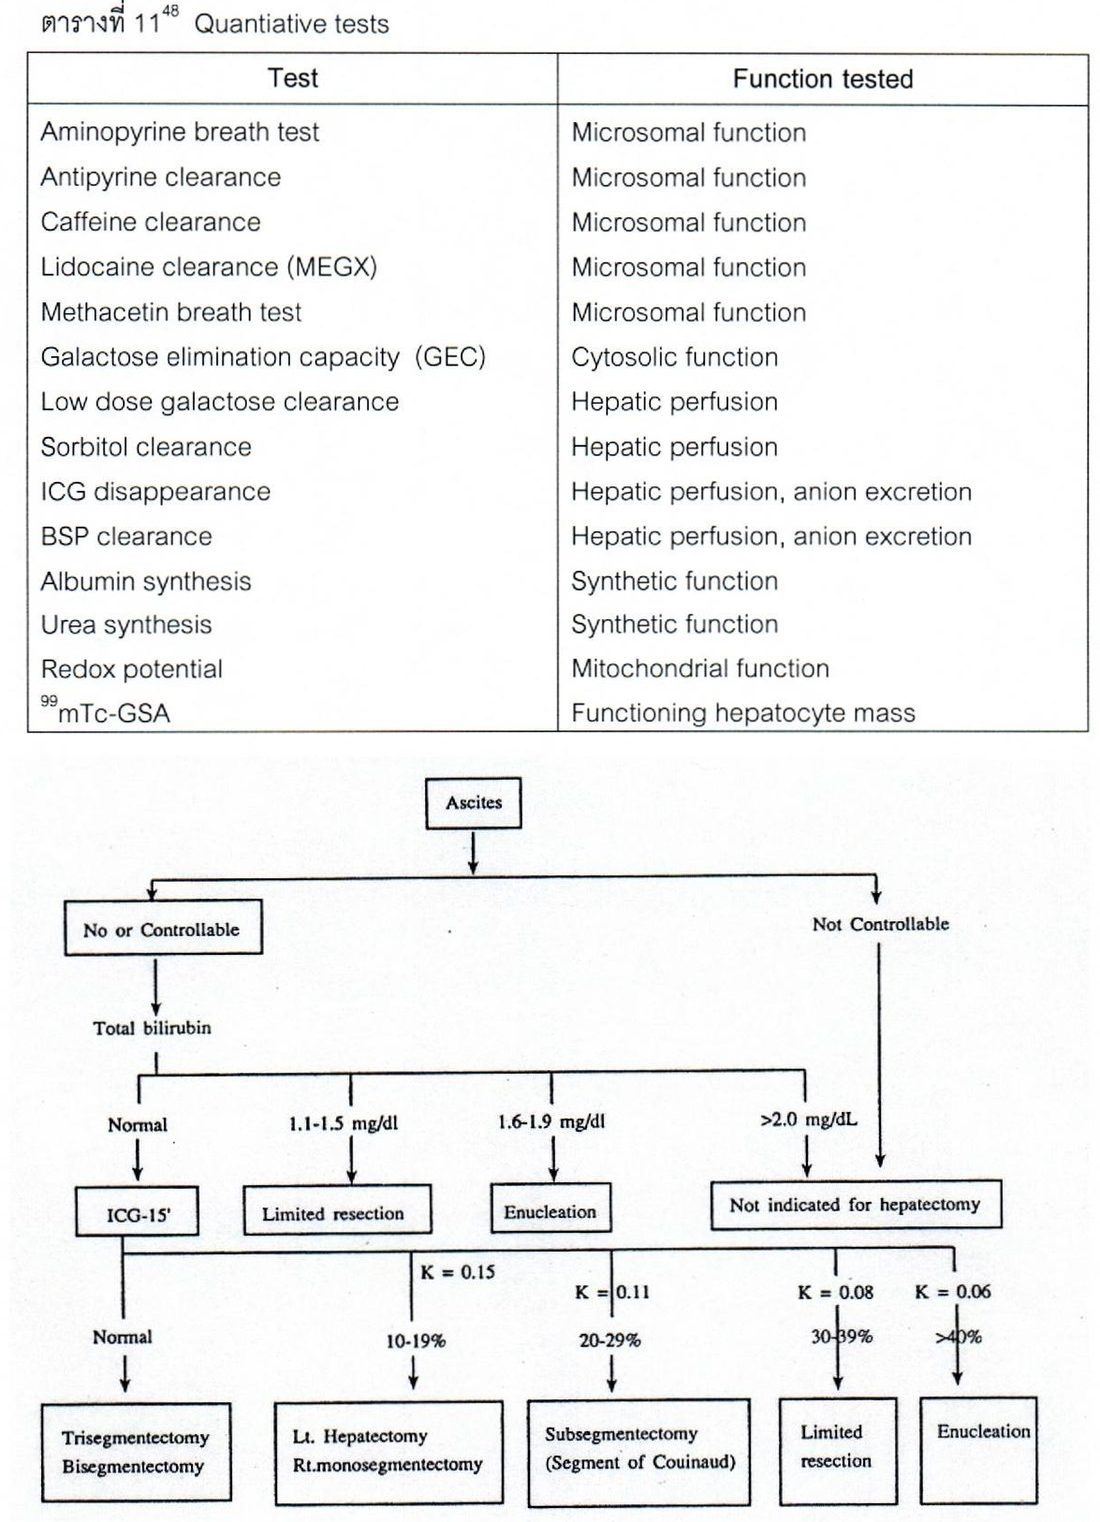 ตารางที่ 11⁴⁸ Quantiative tests
Test Function tested
Aminopyrine breath test Microsomal function
Antipyrine clearance Microsomal function
Caffeine clearance Microsomal function
Lidocaine clearance (MEGX) Microsomal function
Methacetin breath test Microsomal function
Galactose elimination capacity (GEC) Cytosolic function
Low dose galactose clearance Hepatic perfusion
Sorbitol clearance Hepatic perfusion
ICG disappearance Hepatic perfusion, anion excretion
BSP clearance Hepatic perfusion, anion excretion
Albumin synthesis Synthetic function
Urea synthesis Synthetic function
Redox potential Mitochondrial function
⁹⁹mTc-GSA Functioning hepatocyte mass
Ascites
No or Controllable Not Controllable
Total bilirubin
Normal 1.1-1.5 mg/dl 1.6-1.9 mg/dl >2.0 mg/dL
ICG-15' Limited resection Enucleation Not indicated for hepatectomy
K = 0.15 K = 0.11 K = 0.08 K = 0.06
Normal 10-19% 20-29% 30-39% >40%
Trisegmentectomy
Bisegmentectomy
Lt. Hepatectomy
Rt.monosegmentectomy
Subsegmentectomy
(Segment of Couinaud)
Limited
resection
Enucleation